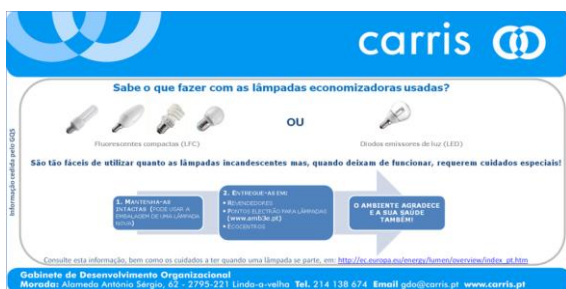 carris
Sabe o que fazer com as lâmpadas economizadoras usadas?
OU
Fluorescentes compactas (LFC)
Díodos emissores de luz (LED)
São tão fáceis de utilizar quanto as lâmpadas incandescentes mas, quando deixam de funcionar, requerem cuidados especiais!
1. MANTENHA-AS
INTACTAS (PODE USAR A
EMBALAGEM DE UMA LÂMPADA
NOVA)
2. ENTREGUE-AS EM:
• REVENDEDORES
• PONTOS ELECTRÃO PARA LÂMPADAS
(www.amb3e.pt)
• ECOCENTROS
O AMBIENTE AGRADECE
E A SUA SAÚDE
TAMBÉM!
Consulte esta informação, bem como os cuidados a ter quando uma lâmpada se parte, em: http://ec.europa.eu/energy/lumen/overview/index_pt.htm
Informação cedida pelo GQS
Gabinete de Desenvolvimento Organizacional
Morada: Alameda António Sérgio, 62 - 2795-221 Linda-a-velha Tel. 214 138 674 Email gdo@carris.pt www.carris.pt